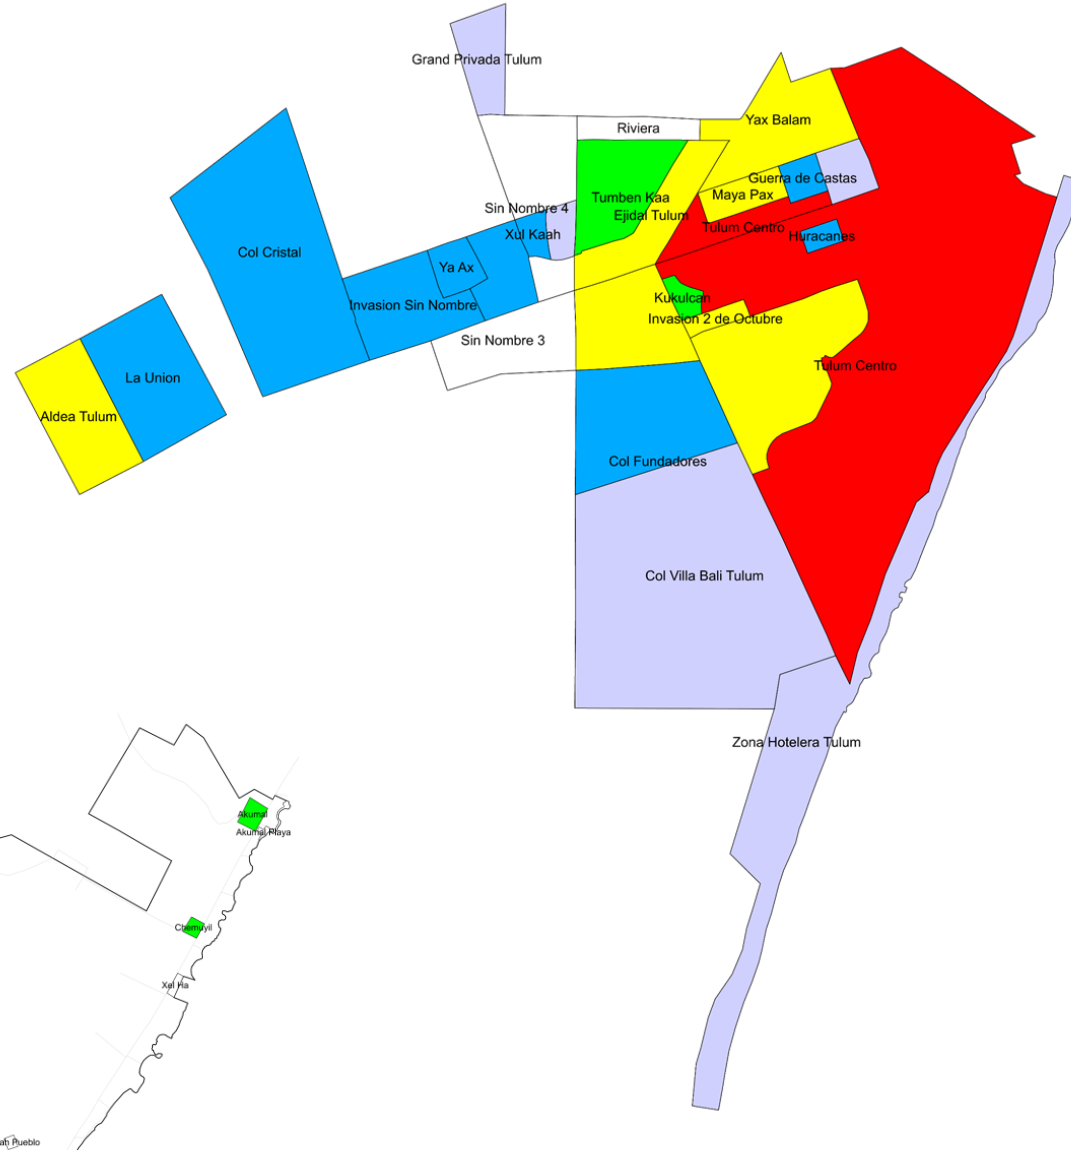 Grand Privada Tulum
Yax Balam
Riviera
Guerra de Castas
Maya Pax
Tumben Kaa
Sin Nombre 4
Ejidal Tulum
Tulum Centro
Xul Kaah
Huracanes
Col Cristal
Ya Ax
Kukulcan
Invasion Sin Nombre
Invasion 2 de Octubre
Sin Nombre 3
Tulum Centro
La Union
Aldea Tulum
Col Fundadores
Col Villa Bali Tulum
Zona Hotelera Tulum
Akumal
Akumal Playa
Chemuyil
Xel Ha
Pueblo